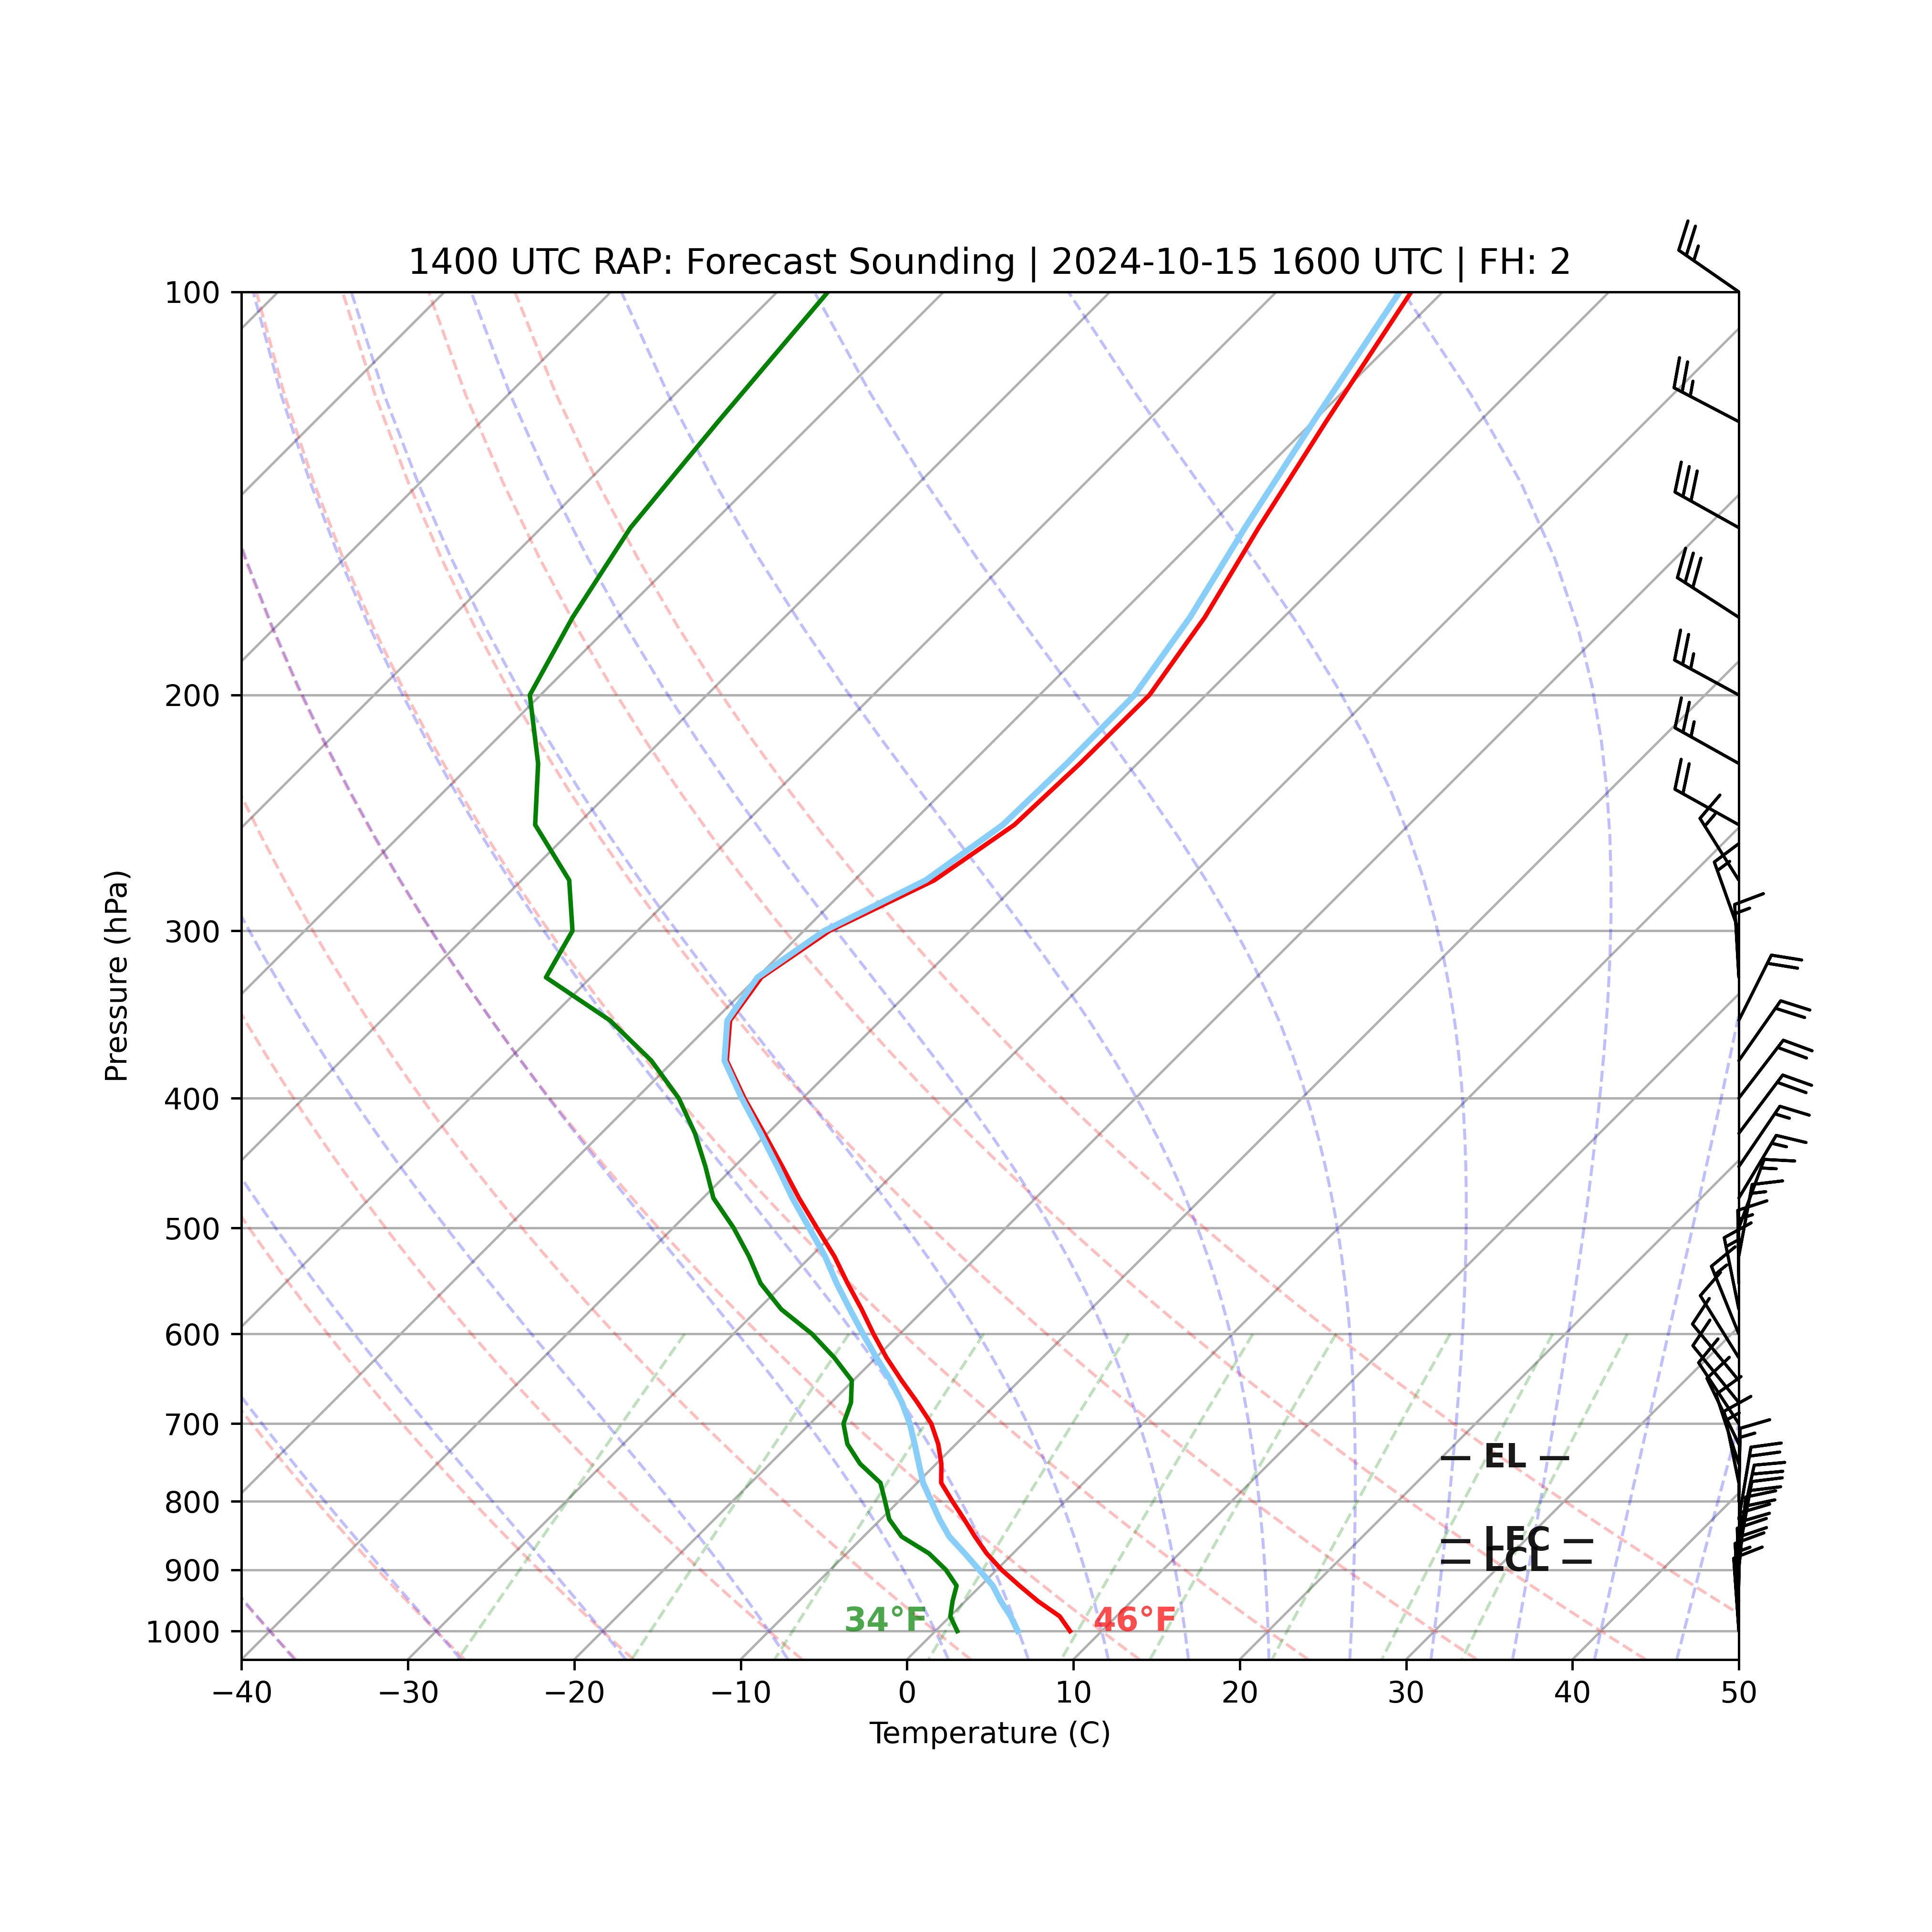 1400 UTC RAP: Forecast Sounding | 2024-10-15 1600 UTC | FH: 2
100
200
300
400
500
600
700
800
900
1000
Pressure (hPa)
— EL —
— LFC —
— LCL —
34°F
46°F
−40
−30
−20
−10
0
10
20
30
40
50
Temperature (C)